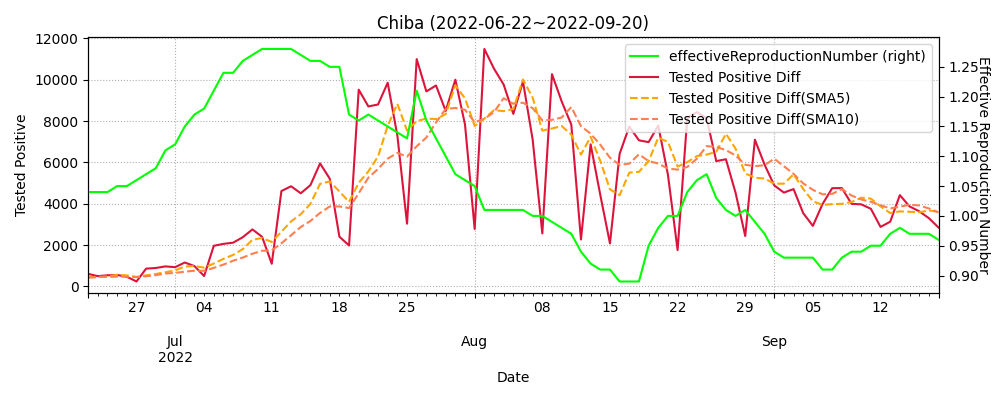 Chiba (2022-06-22~2022-09-20)
effectiveReproductionNumber (right)
Tested Positive Diff
Tested Positive Diff(SMA5)
Tested Positive Diff(SMA10)
Tested Positive
12000
10000
8000
6000
4000
2000
0
Effective Reproduction Number
1.25
1.20
1.15
1.10
1.05
1.00
0.95
0.90
27 04 11 18 25 08 15 22 29 05 12
Jul Aug Sep
2022
Date